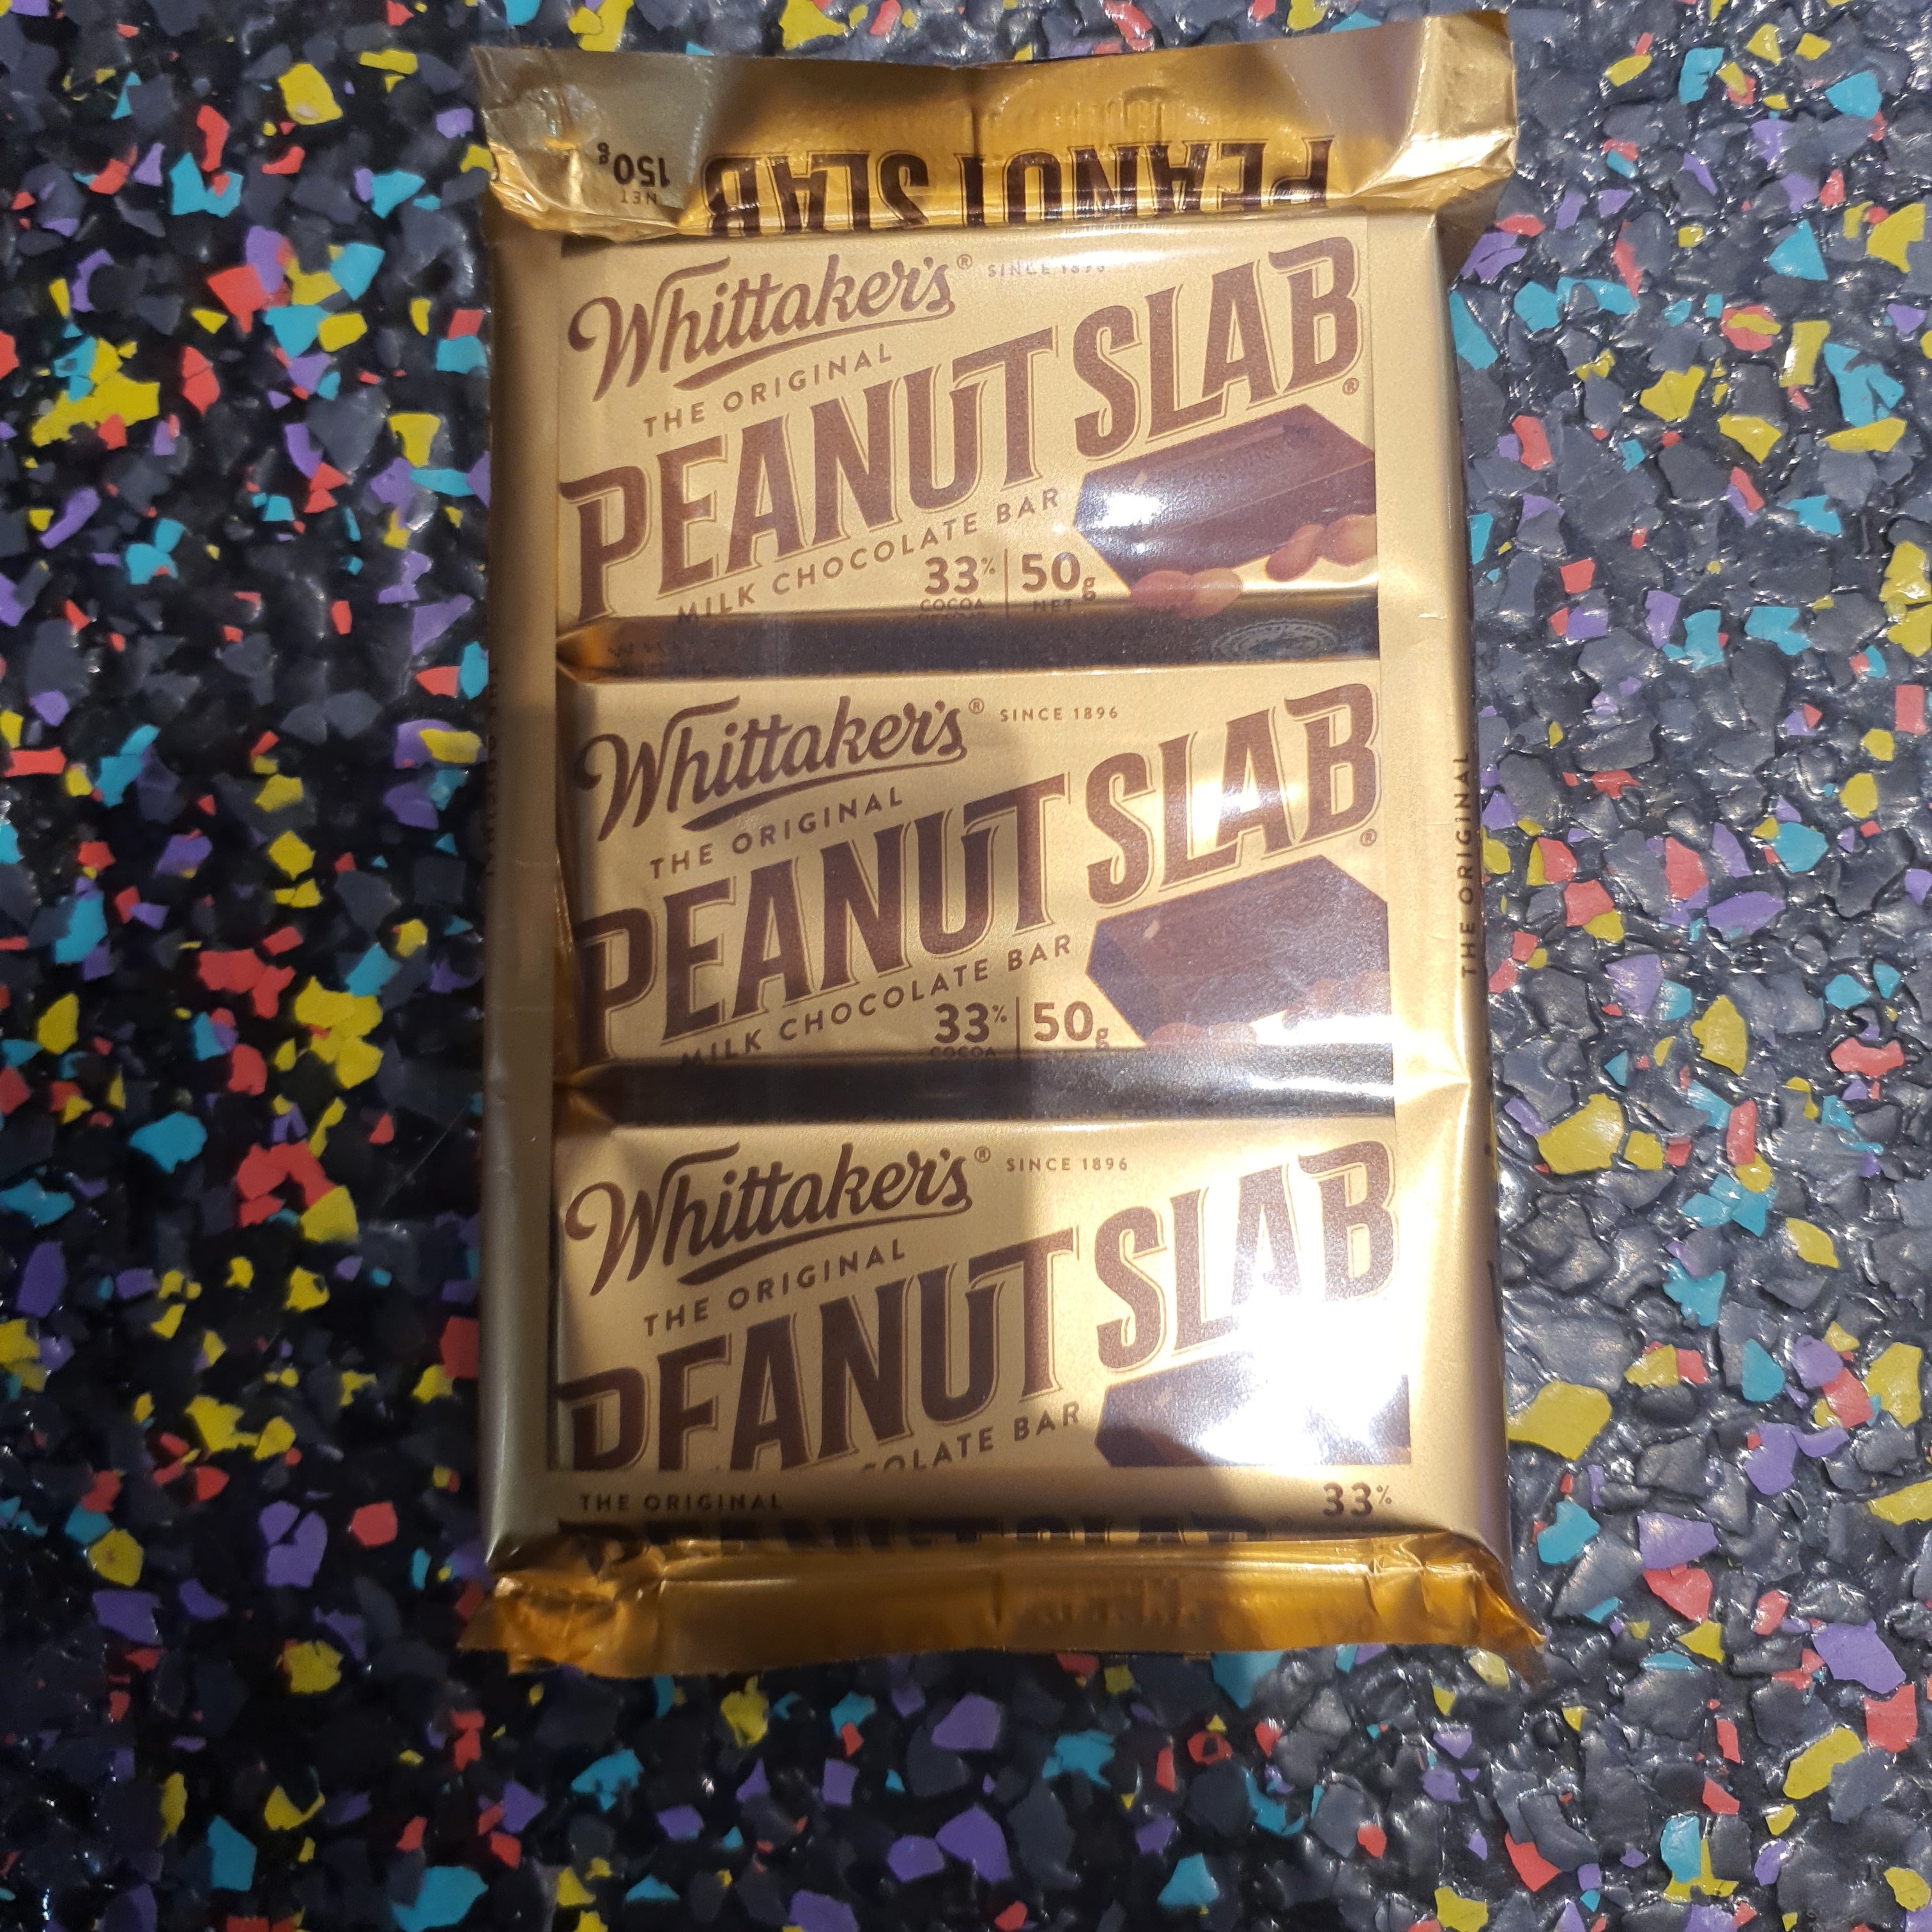 PEANUT SLAB
NET
150g
Whittaker's® SINCE 1896
THE ORIGINAL
PEANUT SLAB®
MILK CHOCOLATE BAR
33% | 50g
COCOA NET
Whittaker's® SINCE 1896
THE ORIGINAL
PEANUT SLAB®
MILK CHOCOLATE BAR
33% | 50g
COCOA
Whittaker's® SINCE 1896
THE ORIGINAL
PEANUT SLAB
BAR
THE ORIGINAL
33%
THE ORIGINAL